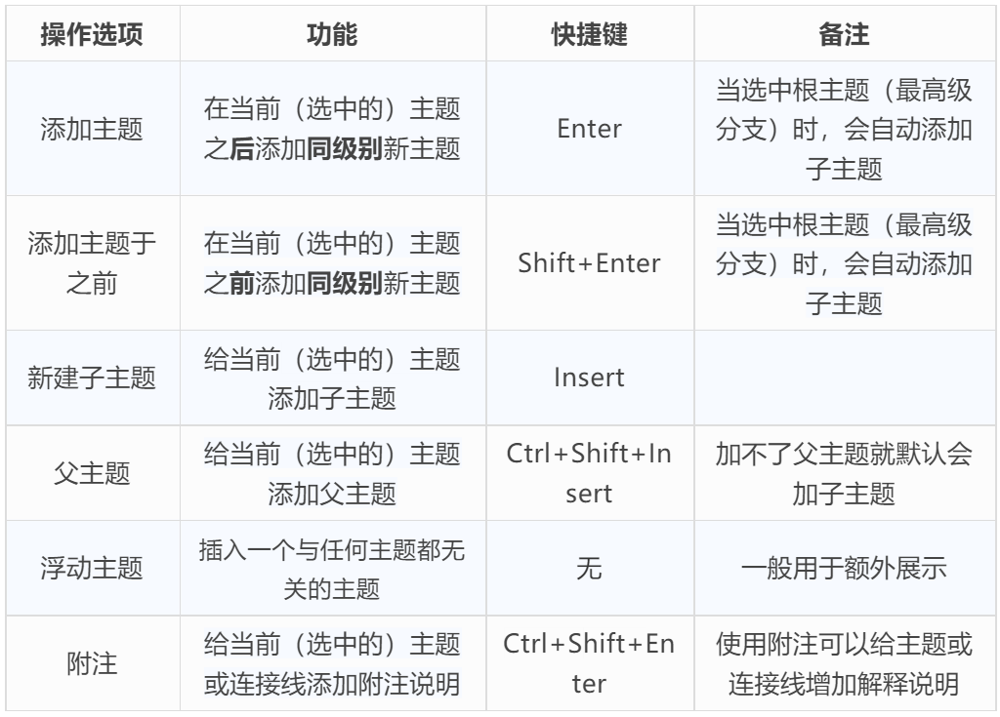 操作选项 功能 快捷键 备注
添加主题
在当前（选中的）主题
之后添加同级别新主题
Enter
当选中根主题（最高级
分支）时，会自动添加
子主题
添加主题于
之前
在当前（选中的）主题
之前添加同级别新主题
Shift+Enter
当选中根主题（最高级
分支）时，会自动添加
子主题
新建子主题
给当前（选中的）主题
添加子主题
Insert
父主题
给当前（选中的）主题
添加父主题
Ctrl+Shift+In
sert
加不了父主题就默认会
加子主题
浮动主题
插入一个与任何主题都无
关的主题
无
一般用于额外展示
附注
给当前（选中的）主题
或连接线添加附注说明
Ctrl+Shift+En
ter
使用附注可以给主题或
连接线增加解释说明